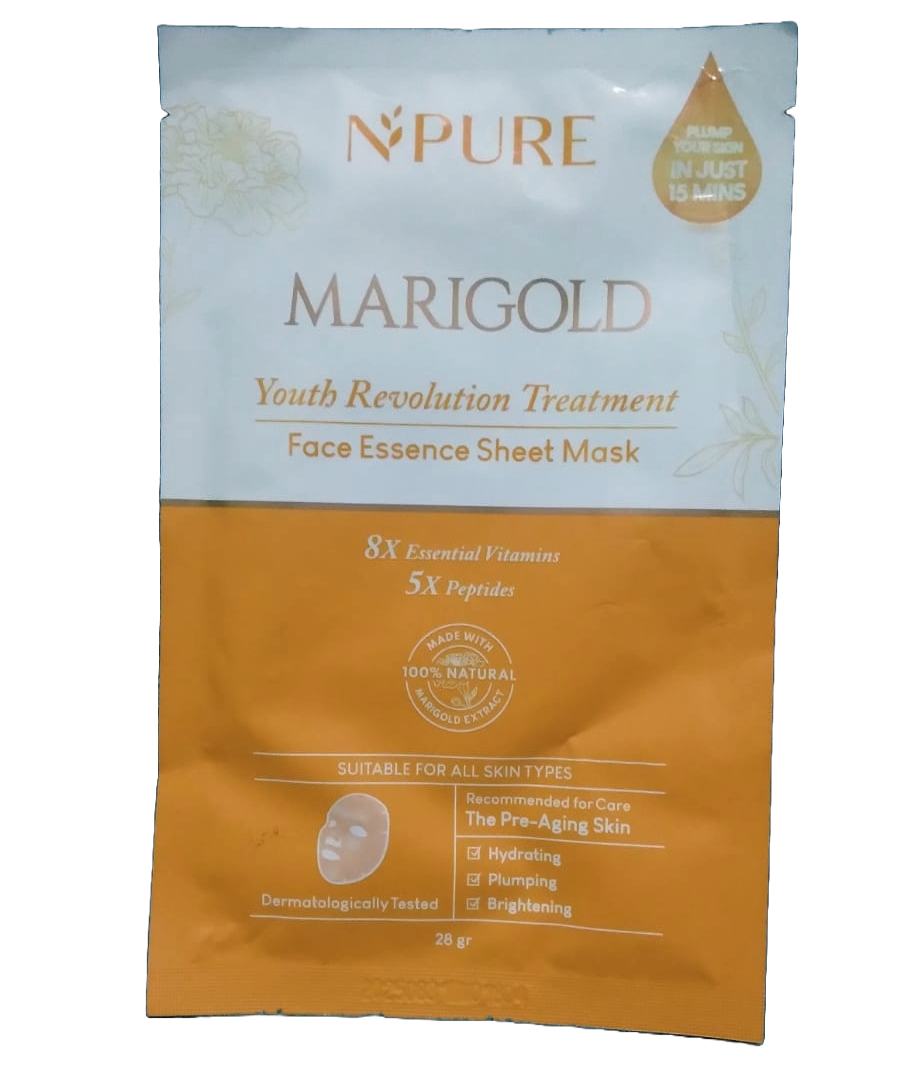 NPURE
PLUMP
YOUR SKIN
IN JUST
15 MINS
MARIGOLD
Youth Revolution Treatment
Face Essence Sheet Mask
8X Essential Vitamins
5X Peptides
MADE WITH
100% NATURAL
MARIGOLD EXTRACT
SUITABLE FOR ALL SKIN TYPES
Recommended for Care
The Pre-Aging Skin
Hydrating
Plumping
Brightening
Dermatologically Tested
28 gr